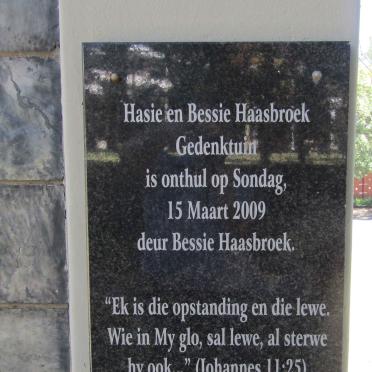 Hasie en Bessie Haasbroek
Gedenktuin
is onthul op Sondag,
15 Maart 2009
deur Bessie Haasbroek.
"Ek is die opstanding en die lewe.
Wie in My glo, sal lewe, al sterwe
hy ook..." (Johannes 11:25)